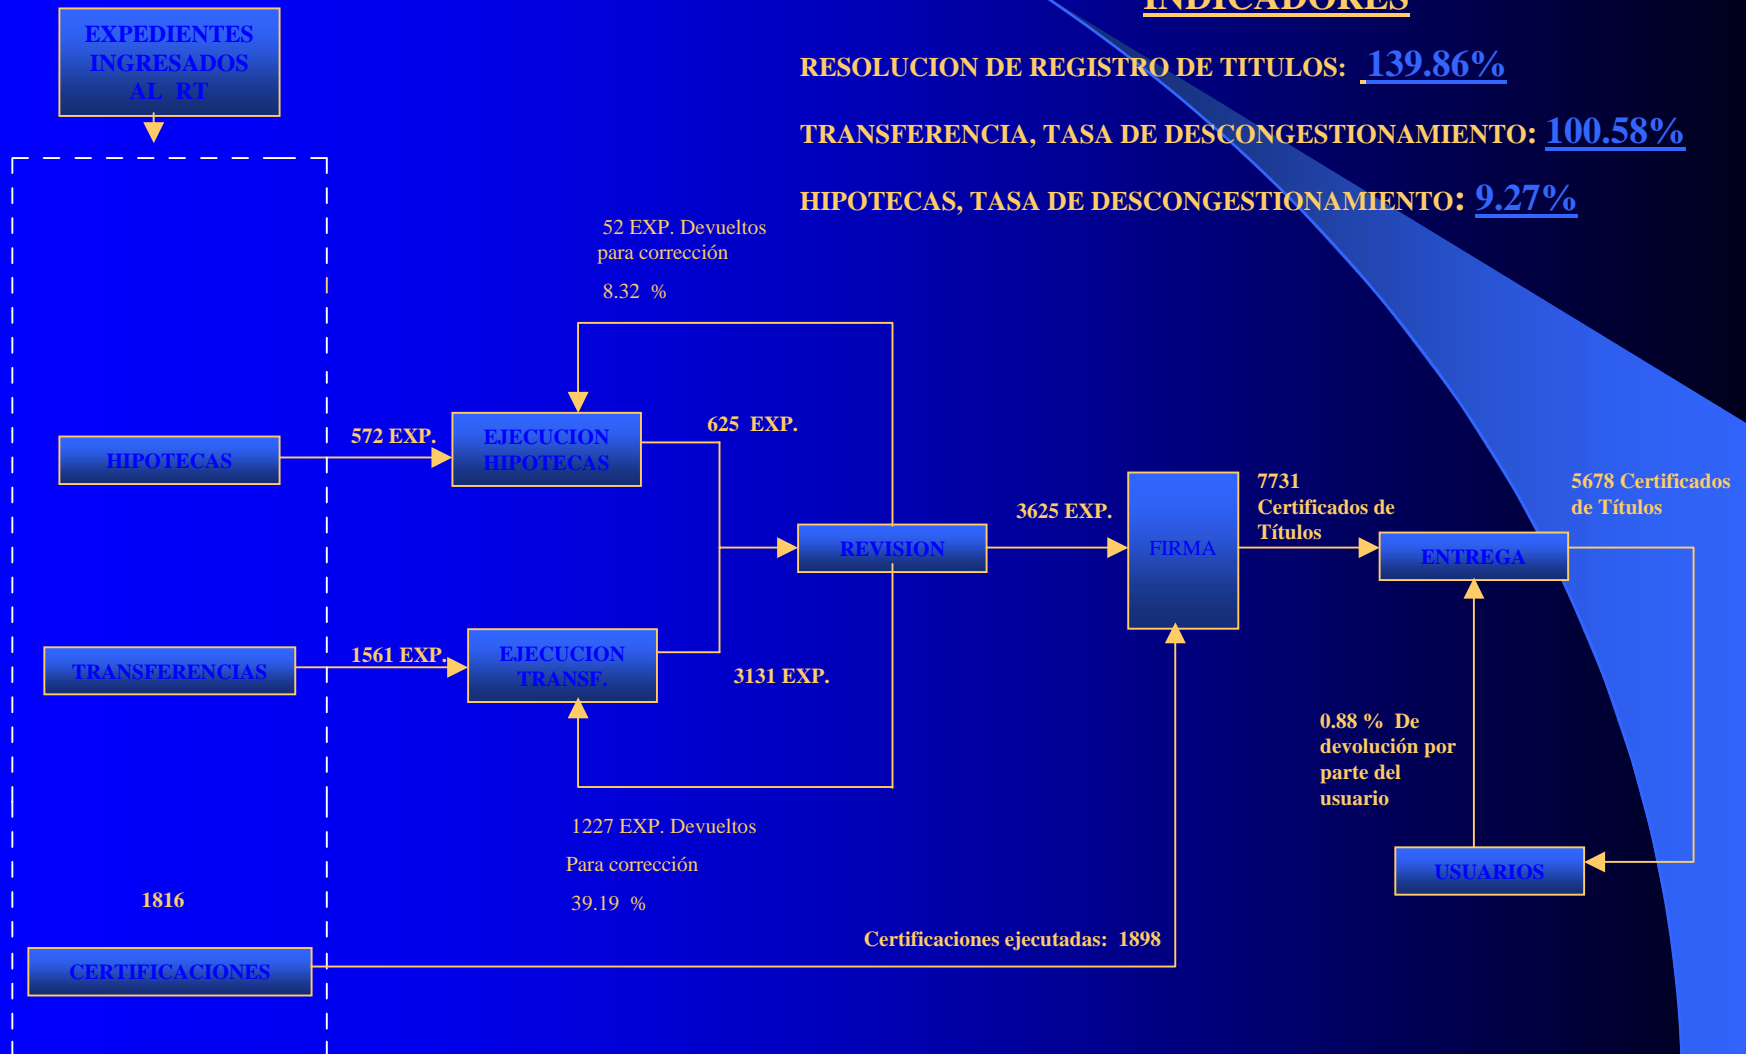 INDICADORES
EXPEDIENTES
INGRESADOS
AL RT
RESOLUCION DE REGISTRO DE TITULOS: 139.86%
TRANSFERENCIA, TASA DE DESCONGESTIONAMIENTO: 100.58%
HIPOTECAS, TASA DE DESCONGESTIONAMIENTO: 9.27%
52 EXP. Devueltos
para corrección
8.32 %
HIPOTECAS
572 EXP.
EJECUCION
HIPOTECAS
625 EXP.
REVISION
3625 EXP.
FIRMA
7731
Certificados de
Títulos
ENTREGA
5678 Certificados
de Títulos
TRANSFERENCIAS
1561 EXP.
EJECUCION
TRANSF.
3131 EXP.
0.88 % De
devolución por
parte del
usuario
USUARIOS
1227 EXP. Devueltos
Para corrección
39.19 %
1816
CERTIFICACIONES
Certificaciones ejecutadas: 1898